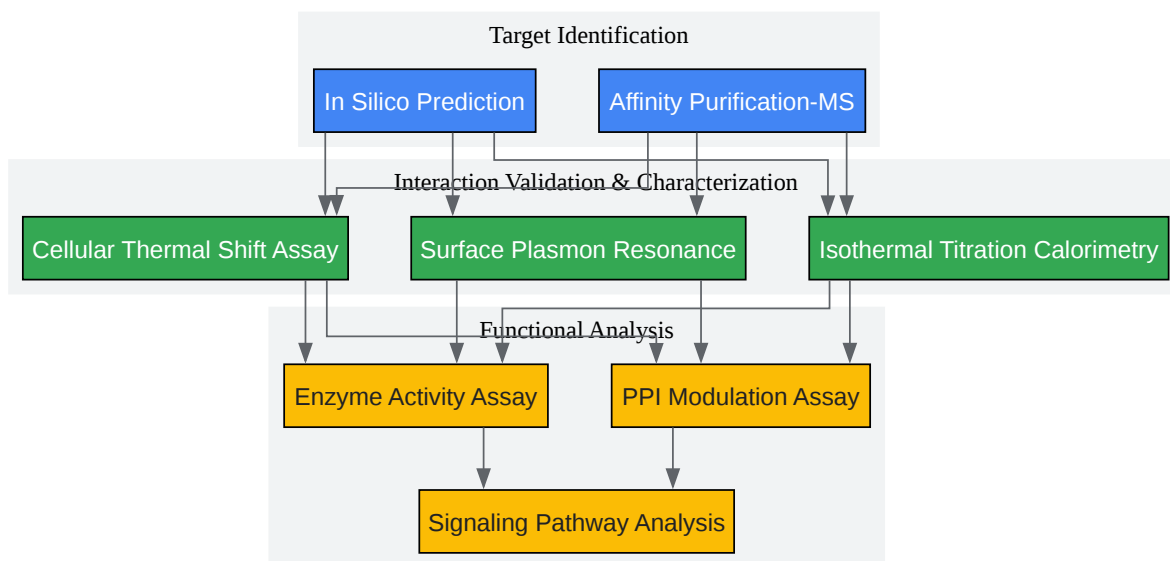 Target Identification
In Silico Prediction
Affinity Purification-MS
Interaction Validation & Characterization
Cellular Thermal Shift Assay
Surface Plasmon Resonance
Isothermal Titration Calorimetry
Functional Analysis
Enzyme Activity Assay
PPI Modulation Assay
Signaling Pathway Analysis